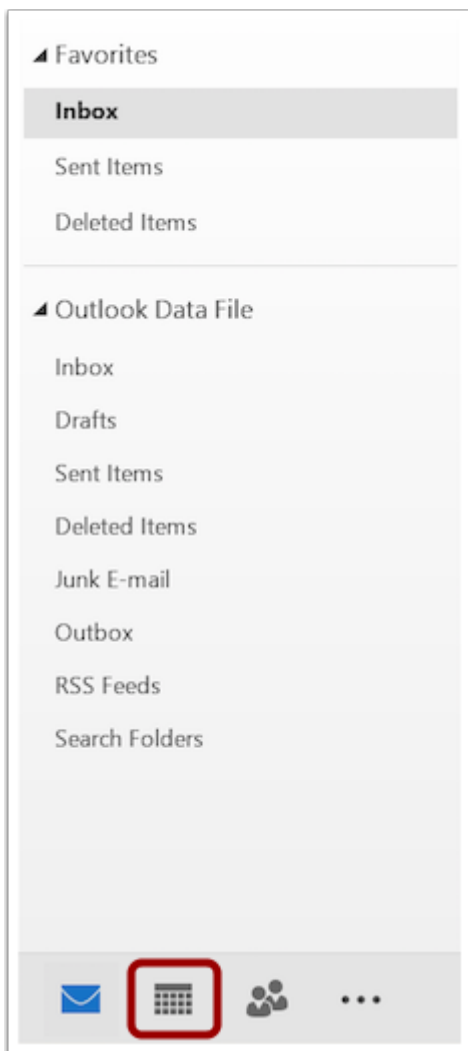 Favorites
Inbox
Sent Items
Deleted Items
Outlook Data File
Inbox
Drafts
Sent Items
Deleted Items
Junk E-mail
Outbox
RSS Feeds
Search Folders